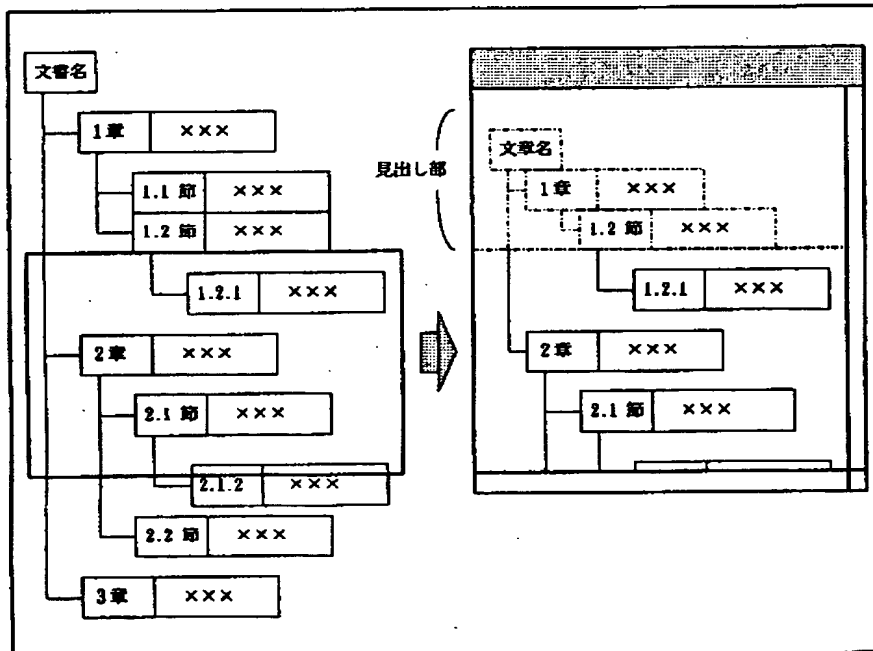 文書名
1章 ×××
1.1 節 ×××
1.2 節 ×××
1.2.1 ×××
2章 ×××
2.1 節 ×××
2.1.2 ×××
2.2 節 ×××
3章 ×××
見出し部
文章名
1章 ×××
1.2 節 ×××
1.2.1 ×××
2章 ×××
2.1 節 ×××